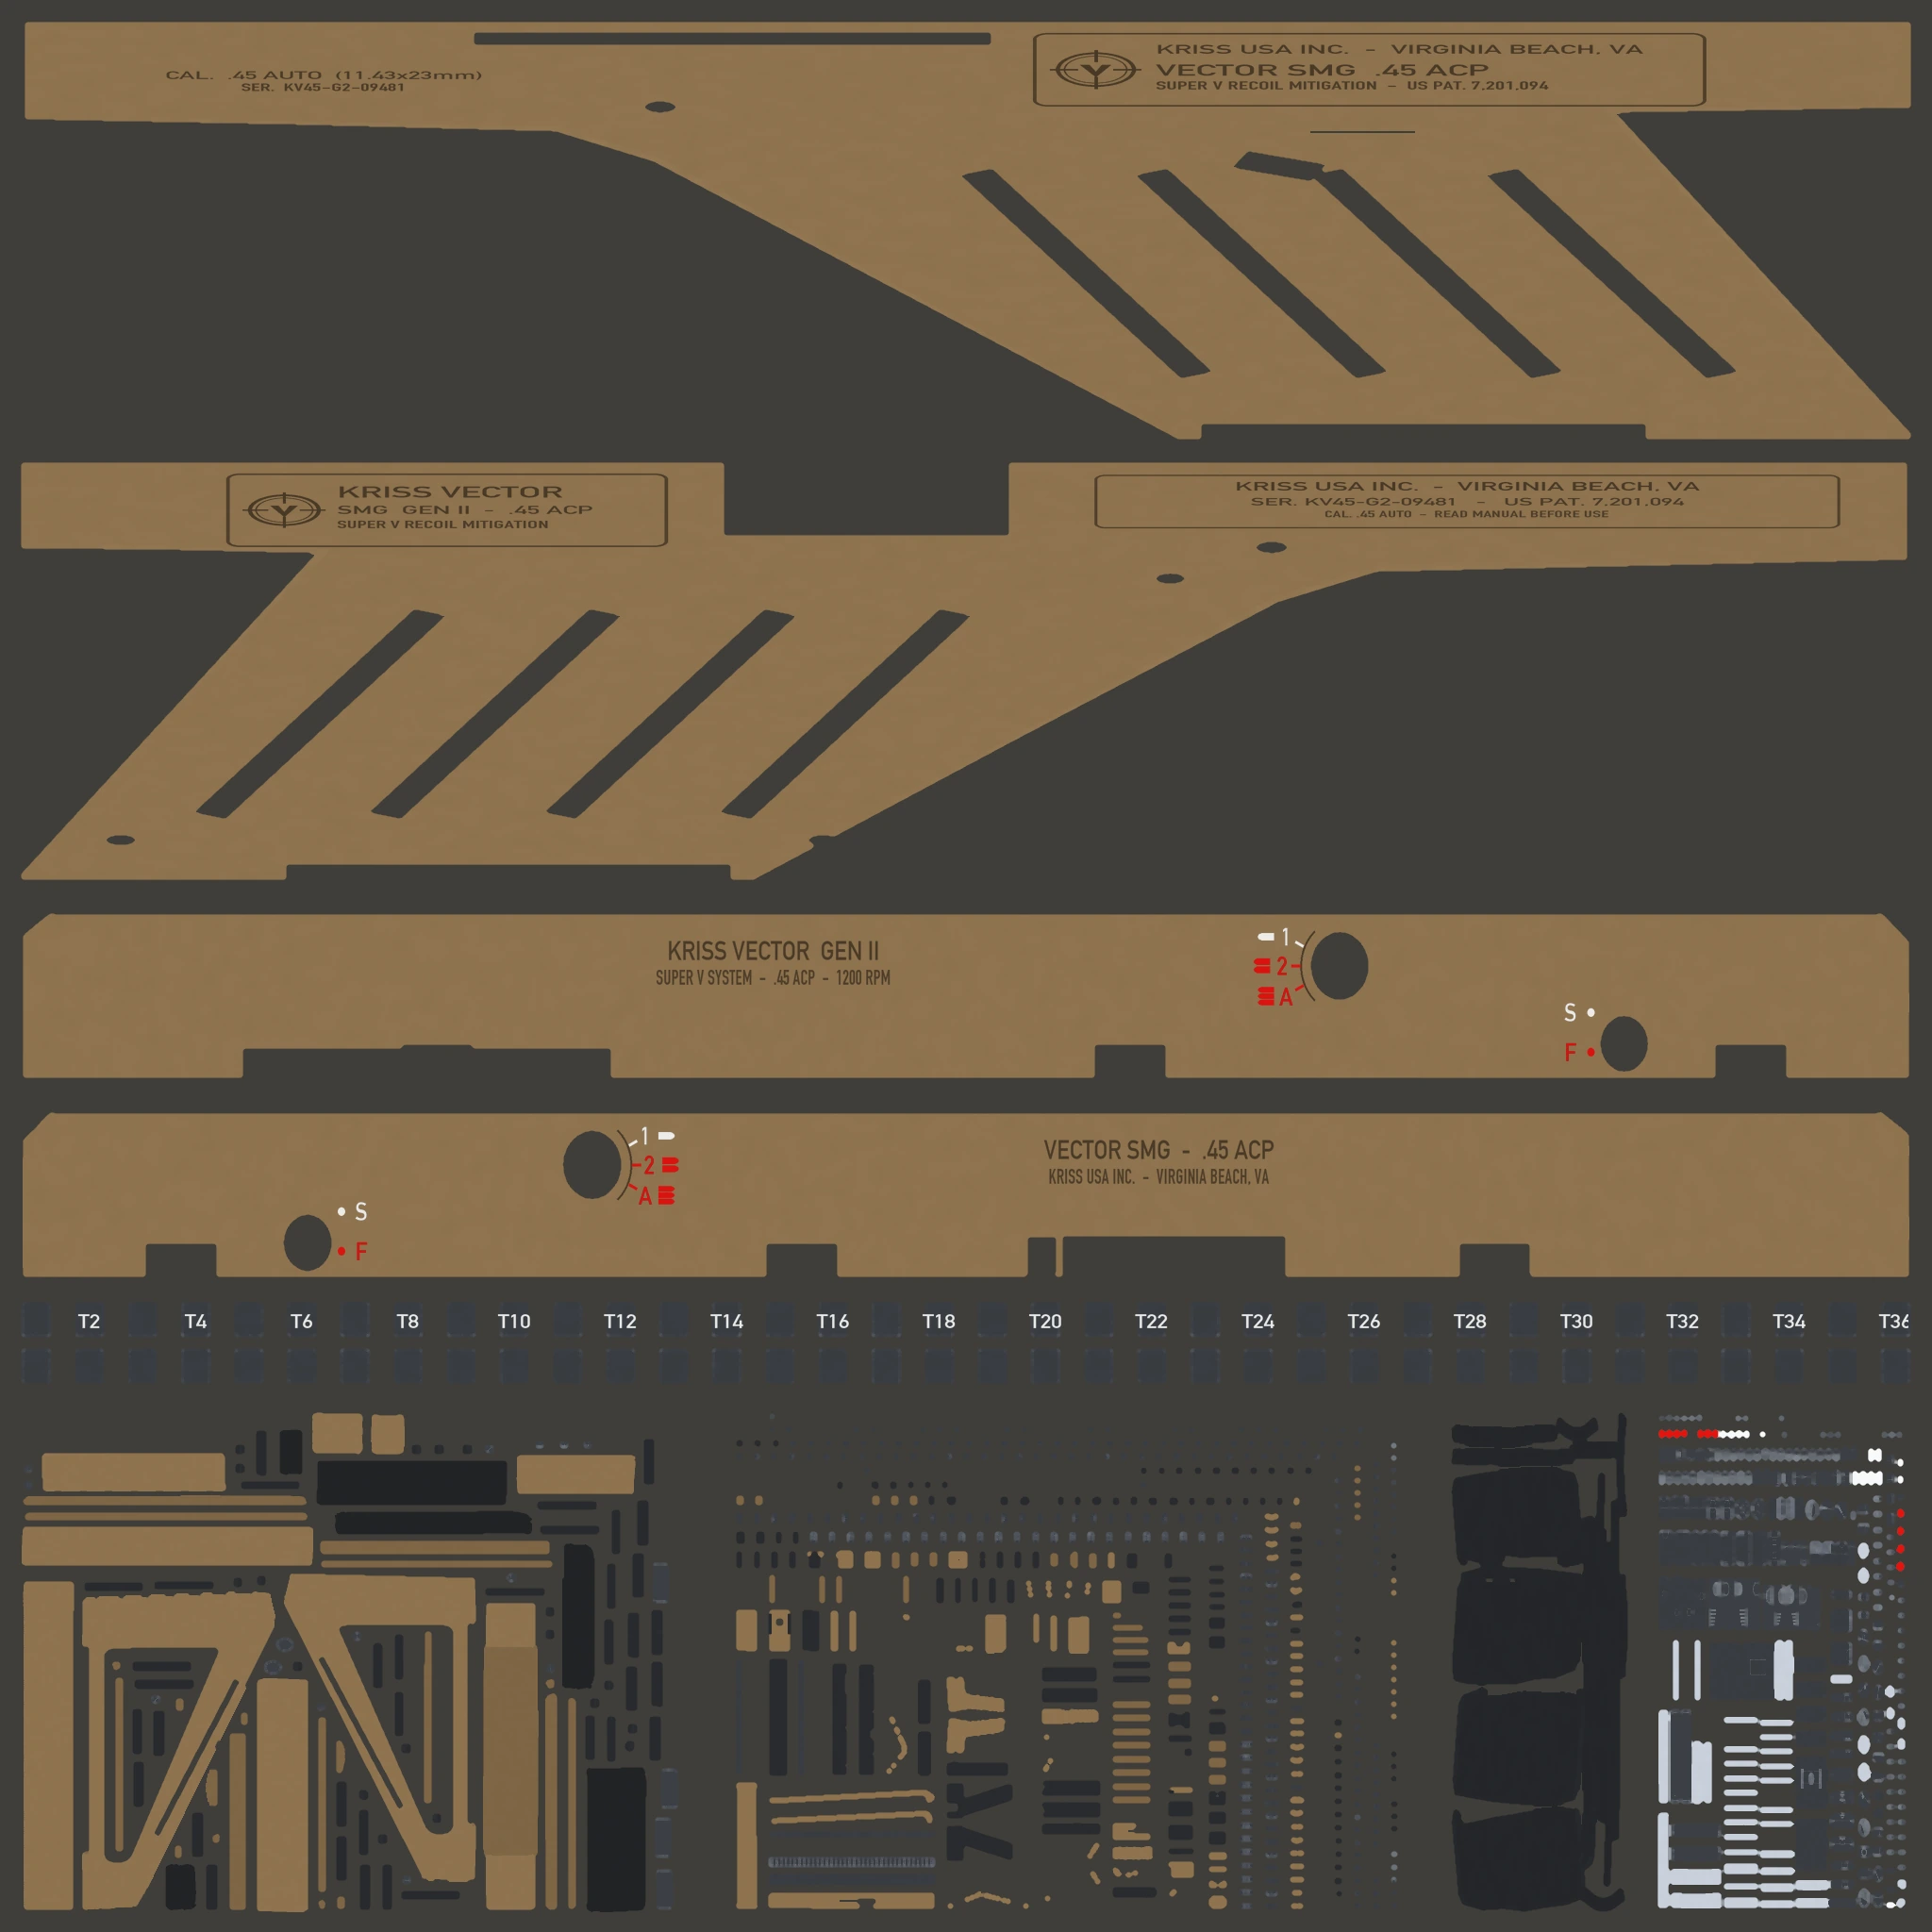 CAL. .45 AUTO (11.43x23mm)
SER. KV45-G2-09481
KRISS USA INC. - VIRGINIA BEACH, VA
VECTOR SMG .45 ACP
SUPER V RECOIL MITIGATION - US PAT. 7,201,094
KRISS VECTOR
SMG GEN II - .45 ACP
SUPER V RECOIL MITIGATION
KRISS USA INC. - VIRGINIA BEACH, VA
SER. KV45-G2-09481 - US PAT. 7,201,094
CAL. .45 AUTO - READ MANUAL BEFORE USE
KRISS VECTOR GEN II
SUPER V SYSTEM - .45 ACP - 1200 RPM
1
2
A
S
F
1
2
A
S
F
VECTOR SMG - .45 ACP
KRISS USA INC. - VIRGINIA BEACH, VA
T2 T4 T6 T8 T10 T12 T14 T16 T18 T20 T22 T24 T26 T28 T30 T32 T34 T36